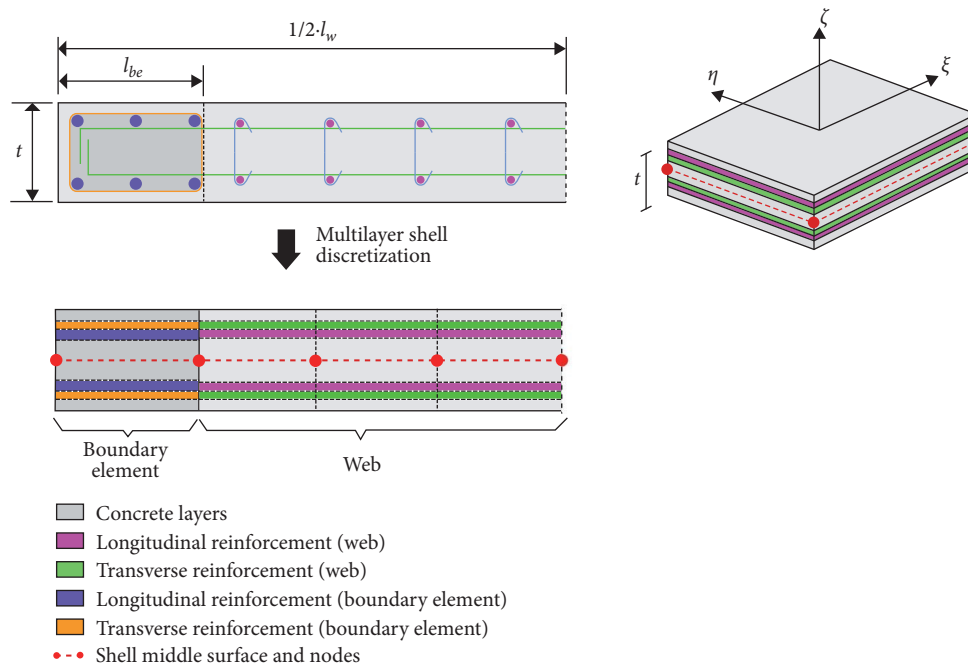 1/2·l_w
l_be
t
Multilayer shell
discretization
ζ
η
ξ
t
Boundary
element
Web
Concrete layers
Longitudinal reinforcement (web)
Transverse reinforcement (web)
Longitudinal reinforcement (boundary element)
Transverse reinforcement (boundary element)
Shell middle surface and nodes